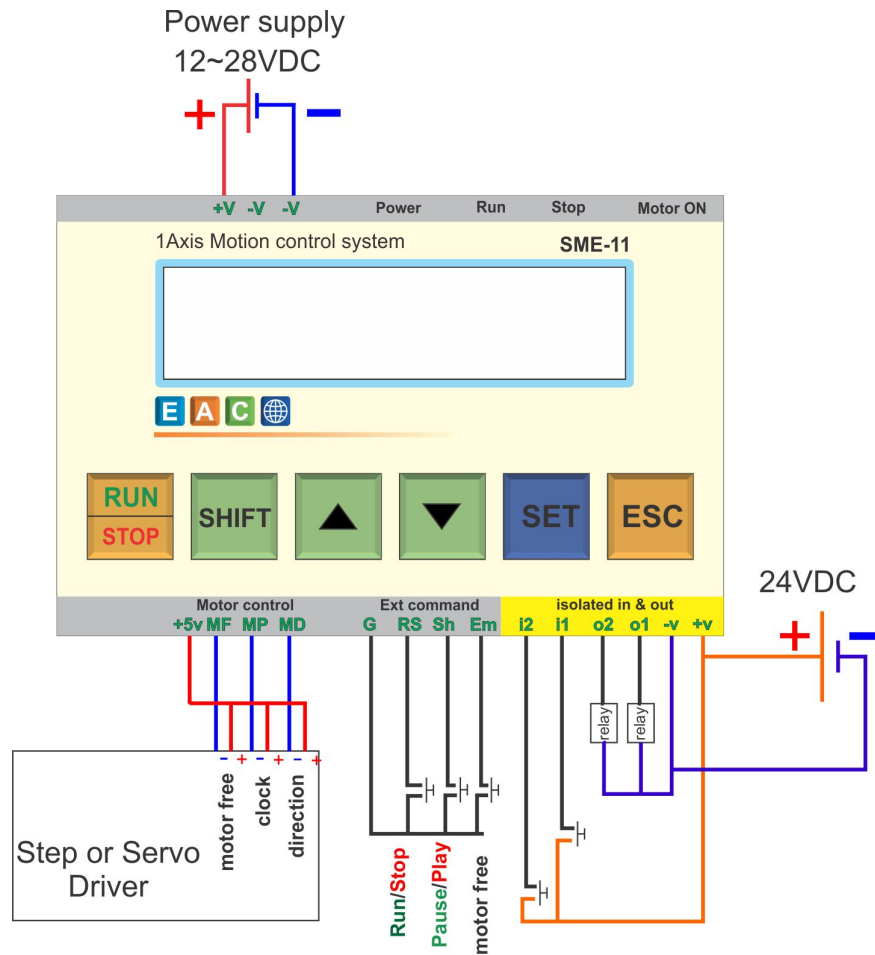 Power supply
12~28VDC
+ −
+V -V -V Power Run Stop Motor ON
1Axis Motion control system SME-11
E A C
RUN
STOP
SHIFT
SET
ESC
24VDC
+ −
Motor control Ext command isolated in & out
+5v MF MP MD G RS Sh Em i2 i1 o2 o1 -v +v
relay
relay
- + - + - +
motor free
clock
direction
Step or Servo
Driver
Run/Stop
Pause/Play
motor free